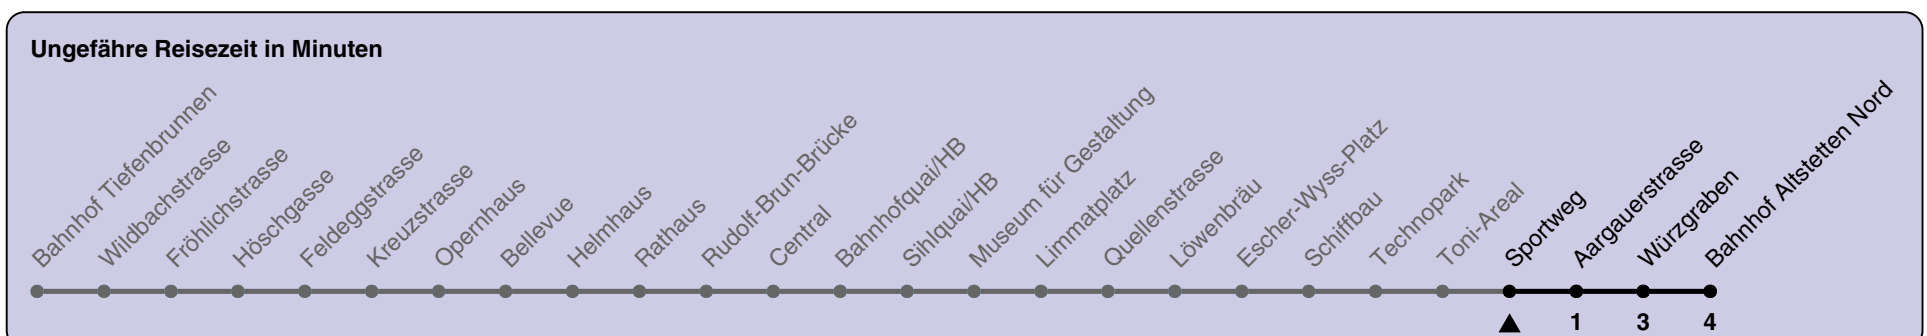 Ungefähre Reisezeit in Minuten
Bahnhof Tiefenbrunnen
Wildbachstrasse
Fröhlichstrasse
Höschgasse
Feldeggstrasse
Kreuzstrasse
Opernhaus
Bellevue
Helmhaus
Rathaus
Rudolf-Brun-Brücke
Central
Bahnhofquai/HB
Sihlquai/HB
Museum für Gestaltung
Limmatplatz
Quellenstrasse
Löwenbräu
Escher-Wyss-Platz
Schiffbau
Technopark
Toni-Areal
Sportweg
Aargauerstrasse
Würzgraben
Bahnhof Altstetten Nord
1 3 4